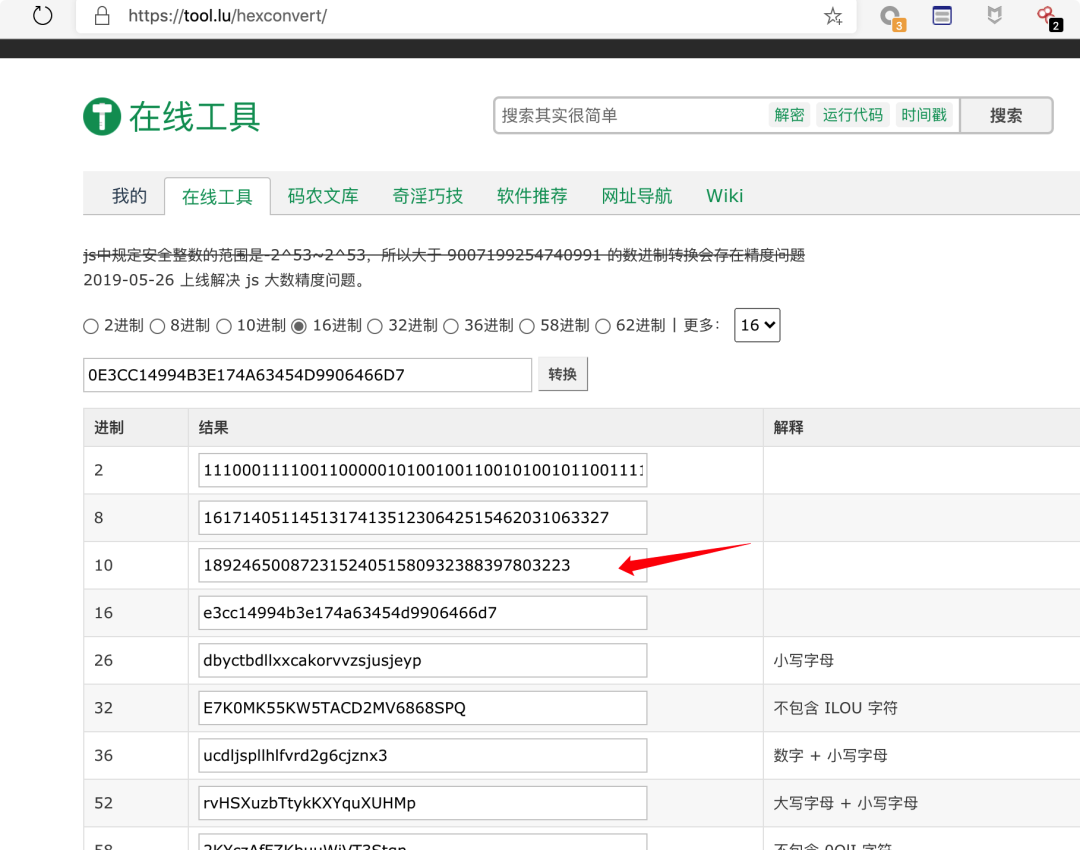 https://tool.lu/hexconvert/
3
2
在线工具
搜索其实很简单 解密 运行代码 时间戳 搜索
我的 在线工具 码农文库 奇淫巧技 软件推荐 网址导航 Wiki
js中规定安全整数的范围是-2^53~2^53，所以大于 9007199254740991 的数进制转换会存在精度问题
2019-05-26 上线解决 js 大数精度问题。
2进制 8进制 10进制 16进制 32进制 36进制 58进制 62进制 | 更多： 16
0E3CC14994B3E174A63454D9906466D7 转换
进制 结果 解释
2 1110001111001100000101001001100101001011001111
8 1617140511451317413512306425154620310633​27
10 18924650087231524051580932388397803223
16 e3cc14994b3e174a63454d9906466d7
26 dbyctbdllxxcakorvvzsjusjeyp 小写字母
32 E7K0MK55KW5TACD2MV6868SPQ 不包含 ILOU 字符
36 ucdljspllhlfvrd2g6cjznx3 数字 + 小写字母
52 rvHSXuzbTtykKXYquXUHMp 大写字母 + 小写字母
58